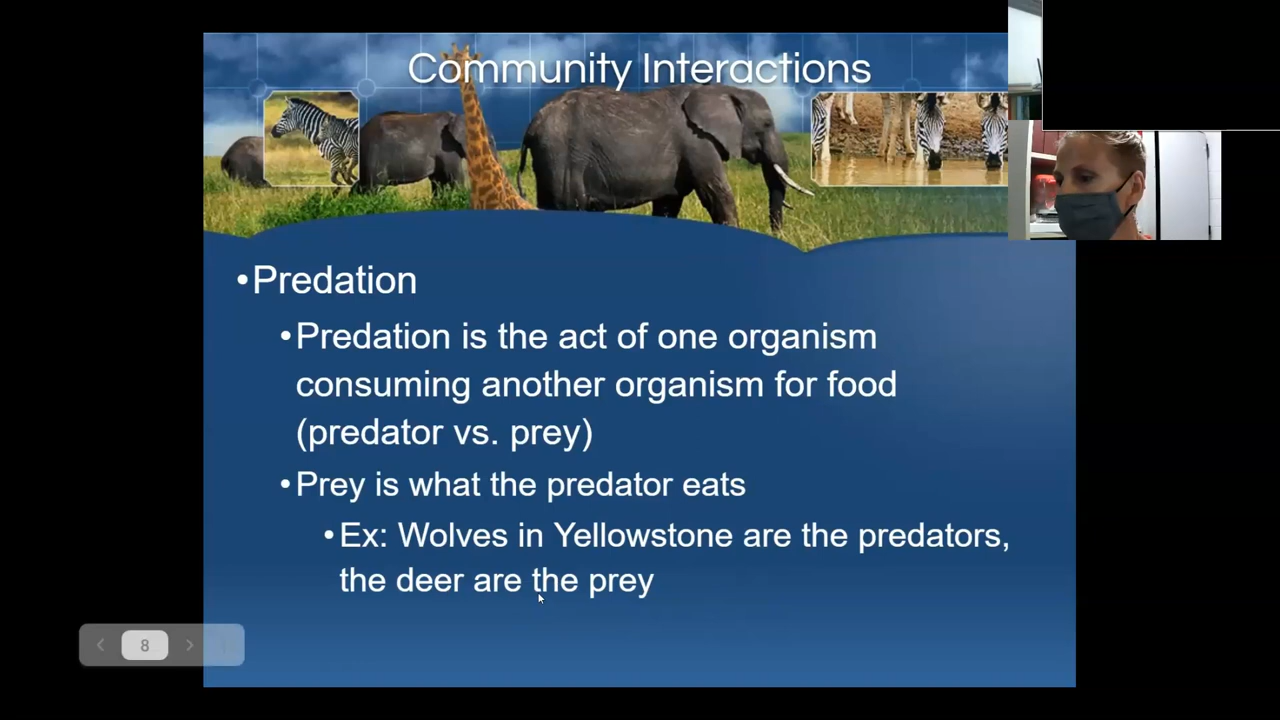 Community Interactions
•Predation
•Predation is the act of one organism
consuming another organism for food
(predator vs. prey)
•Prey is what the predator eats
•Ex: Wolves in Yellowstone are the predators,
the deer are the prey
8